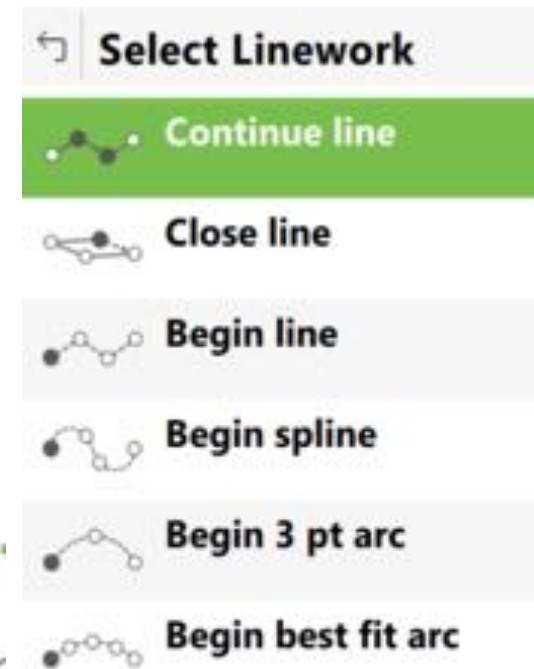 Select Linework
Continue line
Close line
Begin line
Begin spline
Begin 3 pt arc
Begin best fit arc